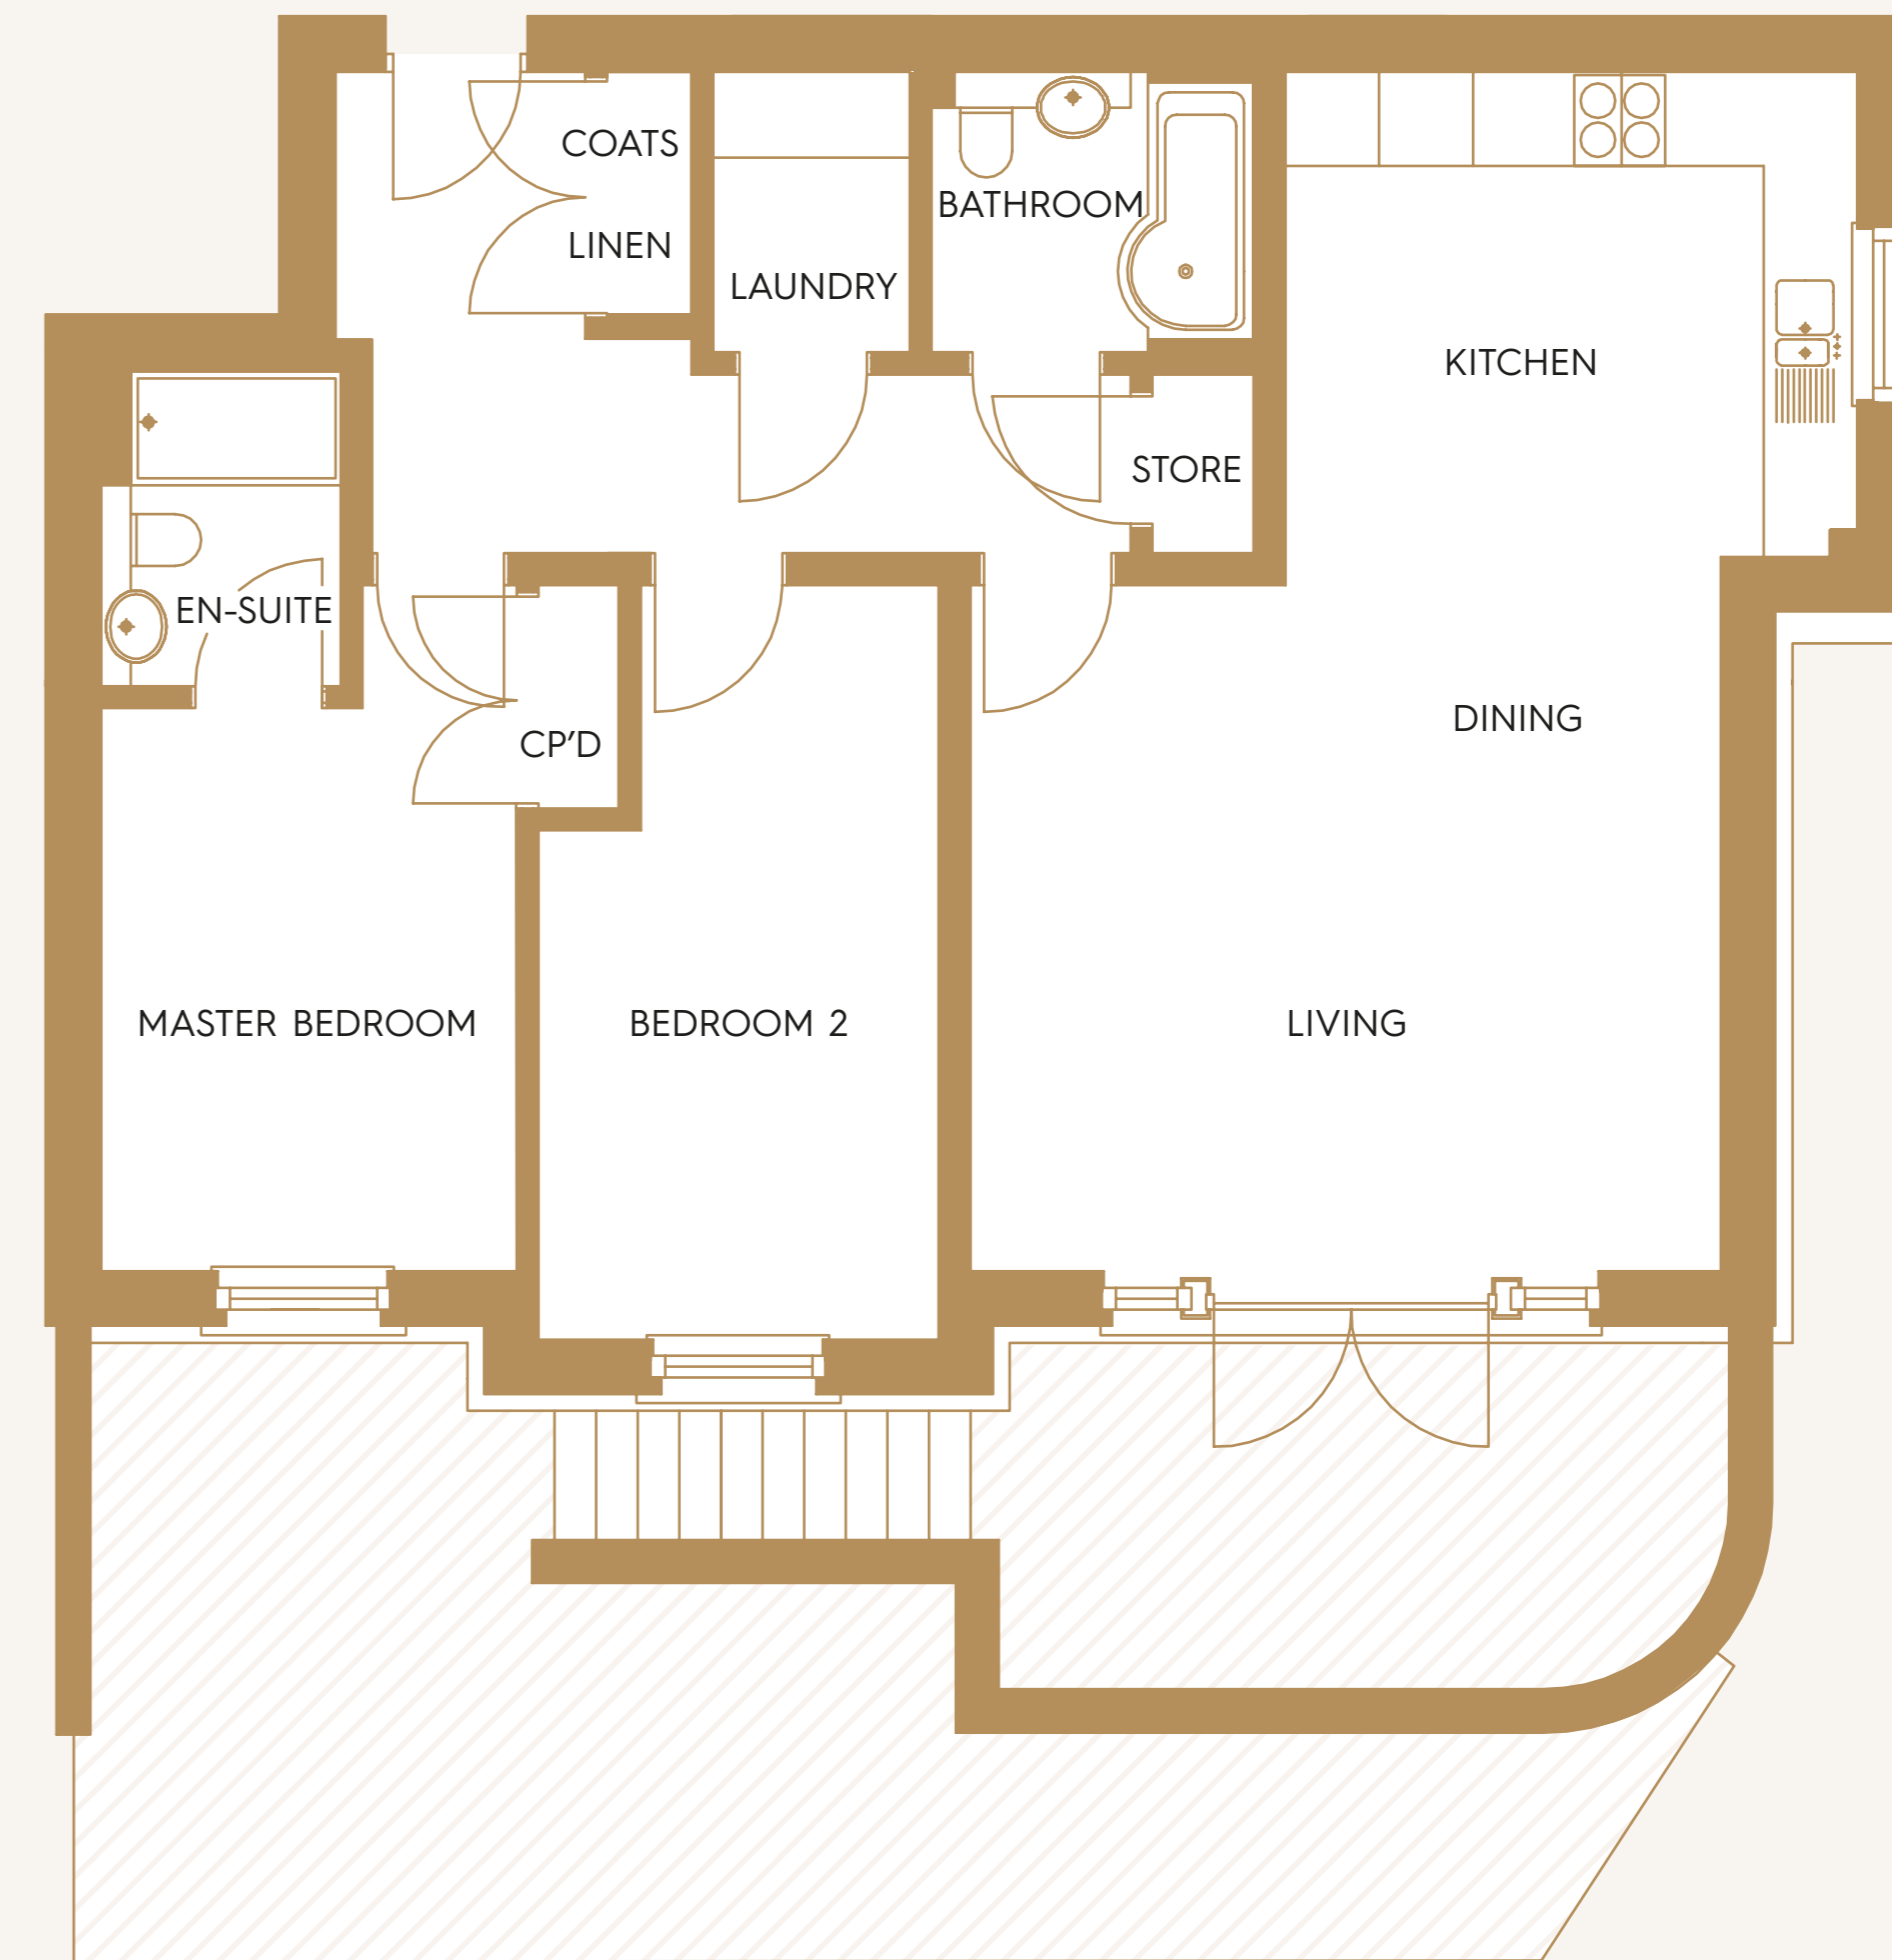 COATS
LINEN
BATHROOM
LAUNDRY
KITCHEN
STORE
EN-SUITE
CP'D
DINING
MASTER BEDROOM
BEDROOM 2
LIVING